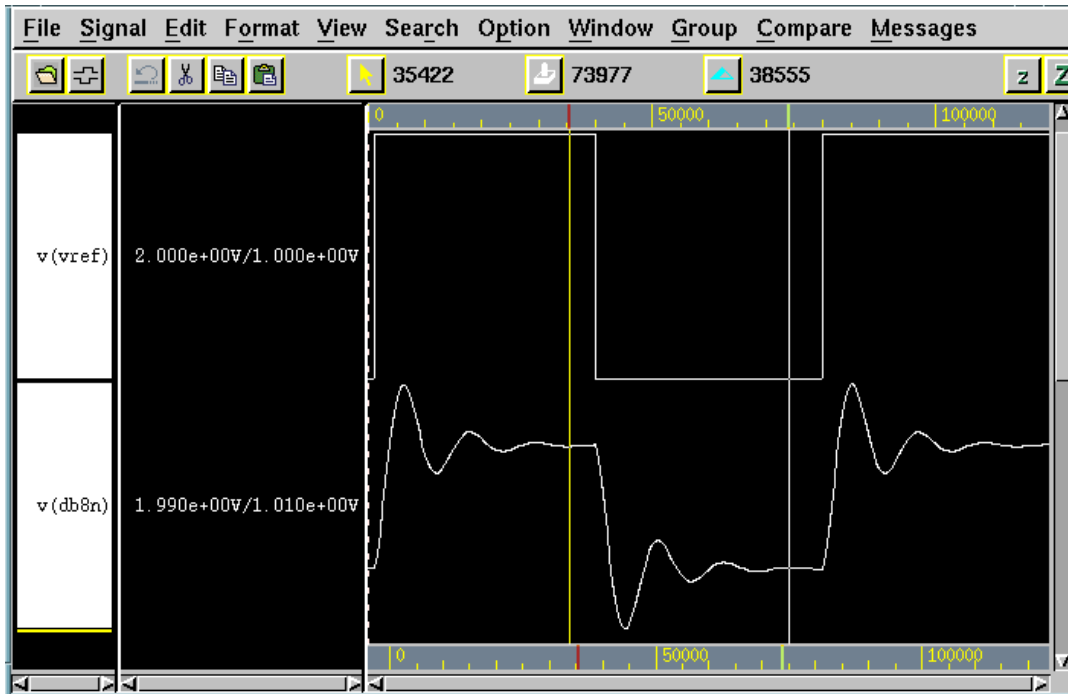 File Signal Edit Format View Search Option Window Group Compare Messages
35422 73977 38555 z Z
0 50000 100000
v(vref) 2.000e+00V/1.000e+00V
v(db8n) 1.990e+00V/1.010e+00V
0 50000 100000